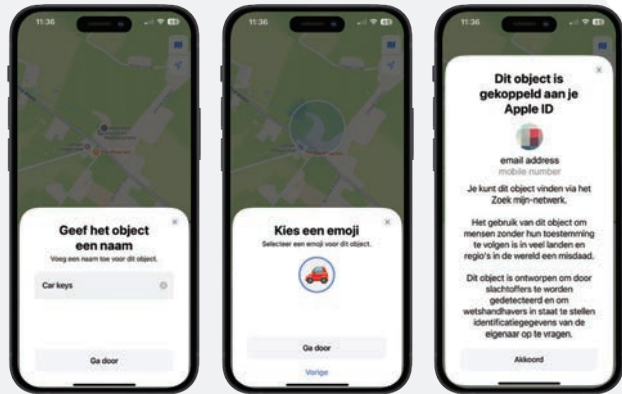 11:36
Geef het object
een naam
Voeg een naam toe voor dit object.
Car keys
Ga door
11:36
Kies een emoji
Selecteer een emoji voor dit object.
Ga door
Vorige
11:36
Dit object is
gekoppeld aan je
Apple ID
email address
mobile number
Je kunt dit object vinden via het
Zoek mijn-netwerk.
Het gebruik van dit object om
mensen zonder hun toestemming
te volgen is in veel landen en
regio's in de wereld een misdaad.
Dit object is ontworpen om door
slachtoffers te worden
gedetecteerd en om
wetshandhavers in staat te stellen
identificatiegegevens van de
eigenaar op te vragen.
Akkoord